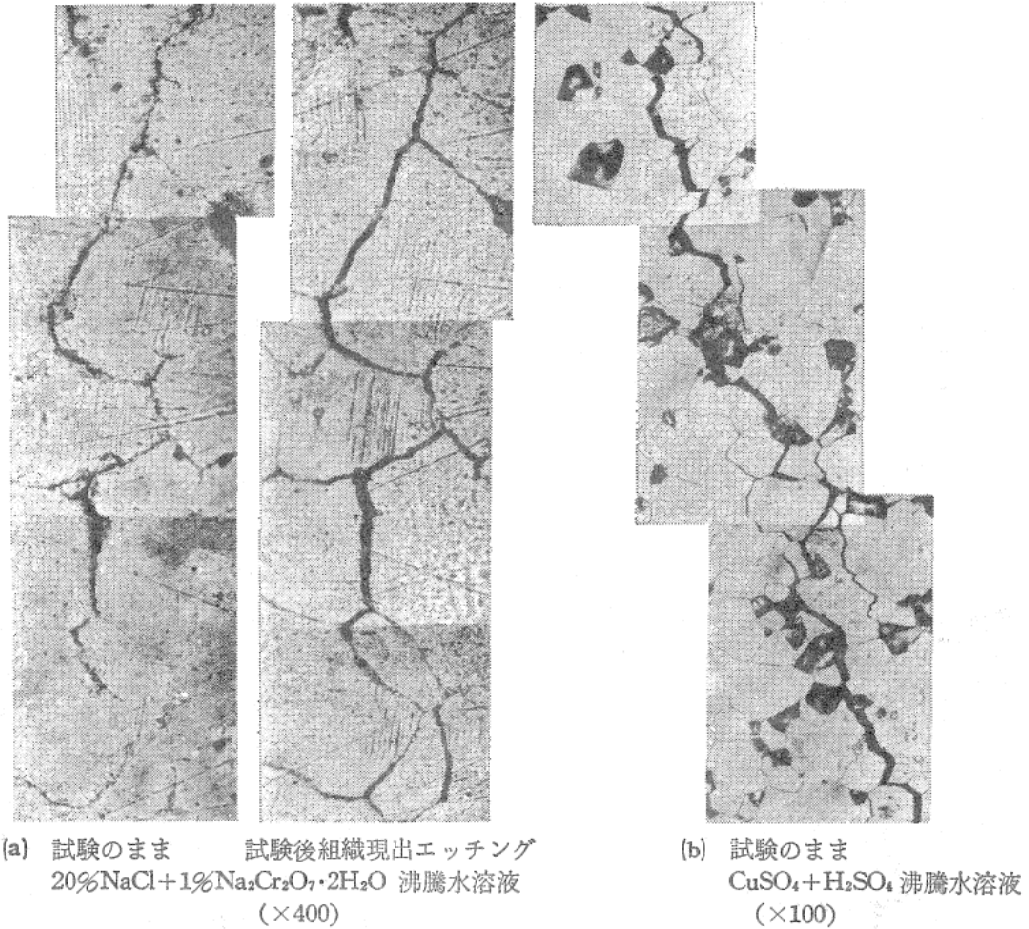 (a) 試験のまま 試験後組織現出エッチング
20%NaCl+1%Na₂Cr₂O₇·2H₂O 沸騰水溶液
(×400)
(b) 試験のまま
CuSO₄+H₂SO₄ 沸騰水溶液
(×100)